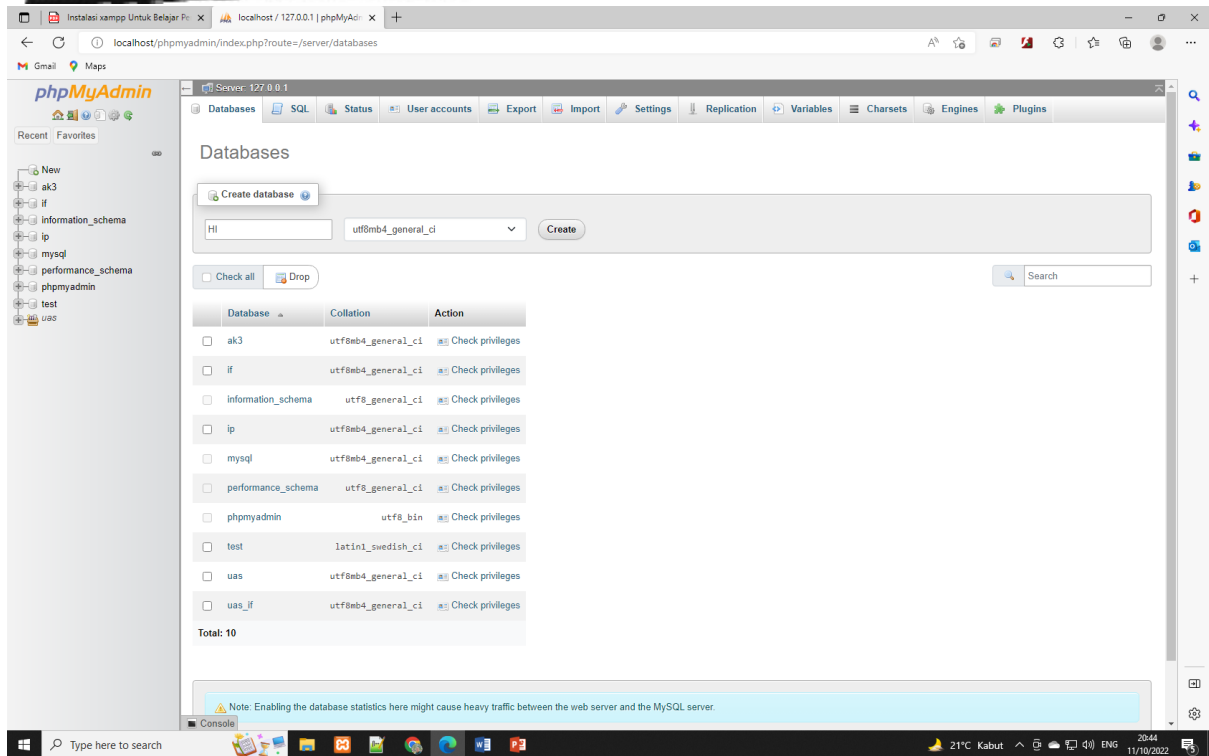 Instalasi xampp Untuk Belajar Pe
localhost / 127.0.0.1 | phpMyAdr
localhost/phpmyadmin/index.php?route=/server/databases
Gmail Maps
phpMyAdmin
Recent Favorites
New
ak3
if
information_schema
ip
mysql
performance_schema
phpmyadmin
test
uas
Server: 127.0.0.1
Databases SQL Status User accounts Export Import Settings Replication Variables Charsets Engines Plugins
Databases
Create database
HI utf8mb4_general_ci Create
Check all Drop Search
Database Collation Action
ak3 utf8mb4_general_ci Check privileges
if utf8mb4_general_ci Check privileges
information_schema utf8_general_ci Check privileges
ip utf8mb4_general_ci Check privileges
mysql utf8mb4_general_ci Check privileges
performance_schema utf8_general_ci Check privileges
phpmyadmin utf8_bin Check privileges
test latin1_swedish_ci Check privileges
uas utf8mb4_general_ci Check privileges
uas_if utf8mb4_general_ci Check privileges
Total: 10
Note: Enabling the database statistics here might cause heavy traffic between the web server and the MySQL server.
Console
Type here to search
21°C Kabut
ENG
20:44
11/10/2022